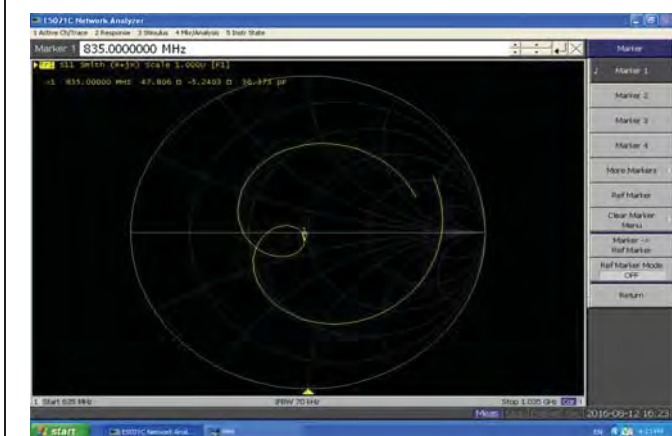 E5071C Network Analyzer
1 Active Ch/Trace 2 Response 3 Stimulus 4 Mkr/Analysis 5 Instr State
Marker 1 835.0000000 MHz
Marker
Tr1 S11 Smith (R+jX) Scale 1.000U [F1]
>1 835.00000 MHz 47.806 Ω -5.2403 Ω 36.373 pF
Marker 1
Marker 2
Marker 3
Marker 4
More Markers
Ref Marker
Clear Marker
Menu
Marker ->
Ref Marker
Ref Marker Mode
OFF
Return
1 Start 635 MHz IFBW 70 kHz Stop 1.035 GHz Cor
Meas 2016-08-12 16:23
start E5071C Network Anal... EN